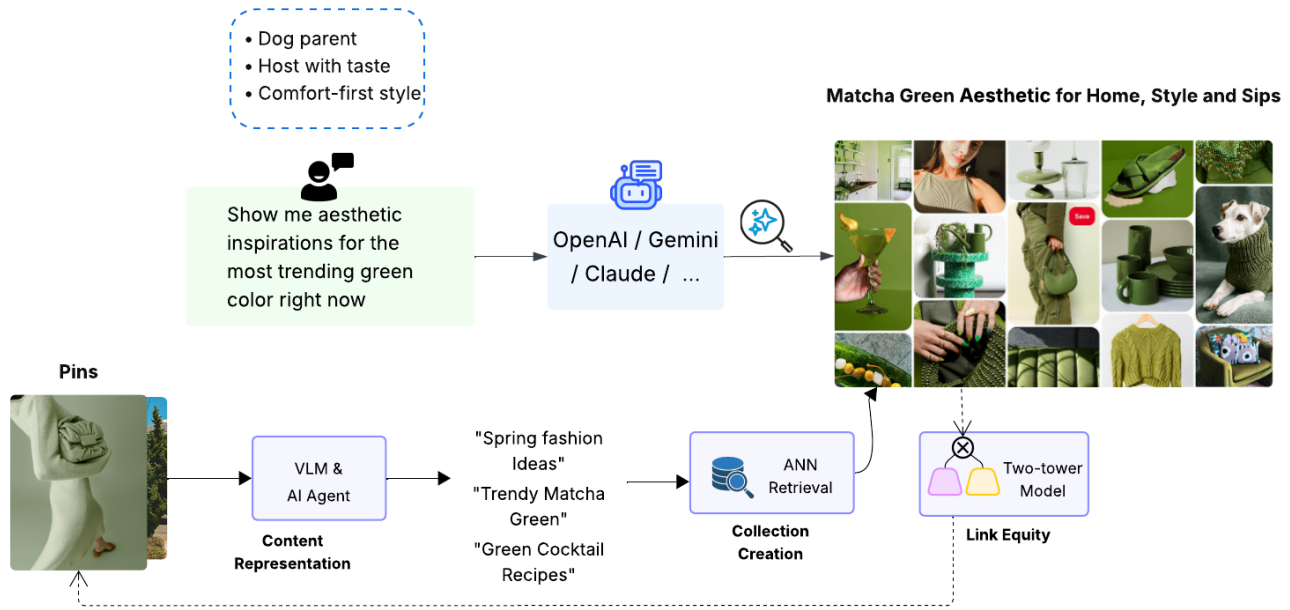 • Dog parent
• Host with taste
• Comfort-first style
Matcha Green Aesthetic for Home, Style and Sips
Show me aesthetic
inspirations for the
most trending green
color right now
OpenAI / Gemini
/ Claude / ...
Save
Pins
VLM &
AI Agent
Content
Representation
"Spring fashion
Ideas"
"Trendy Matcha
Green"
"Green Cocktail
Recipes"
ANN
Retrieval
Collection
Creation
Two-tower
Model
Link Equity